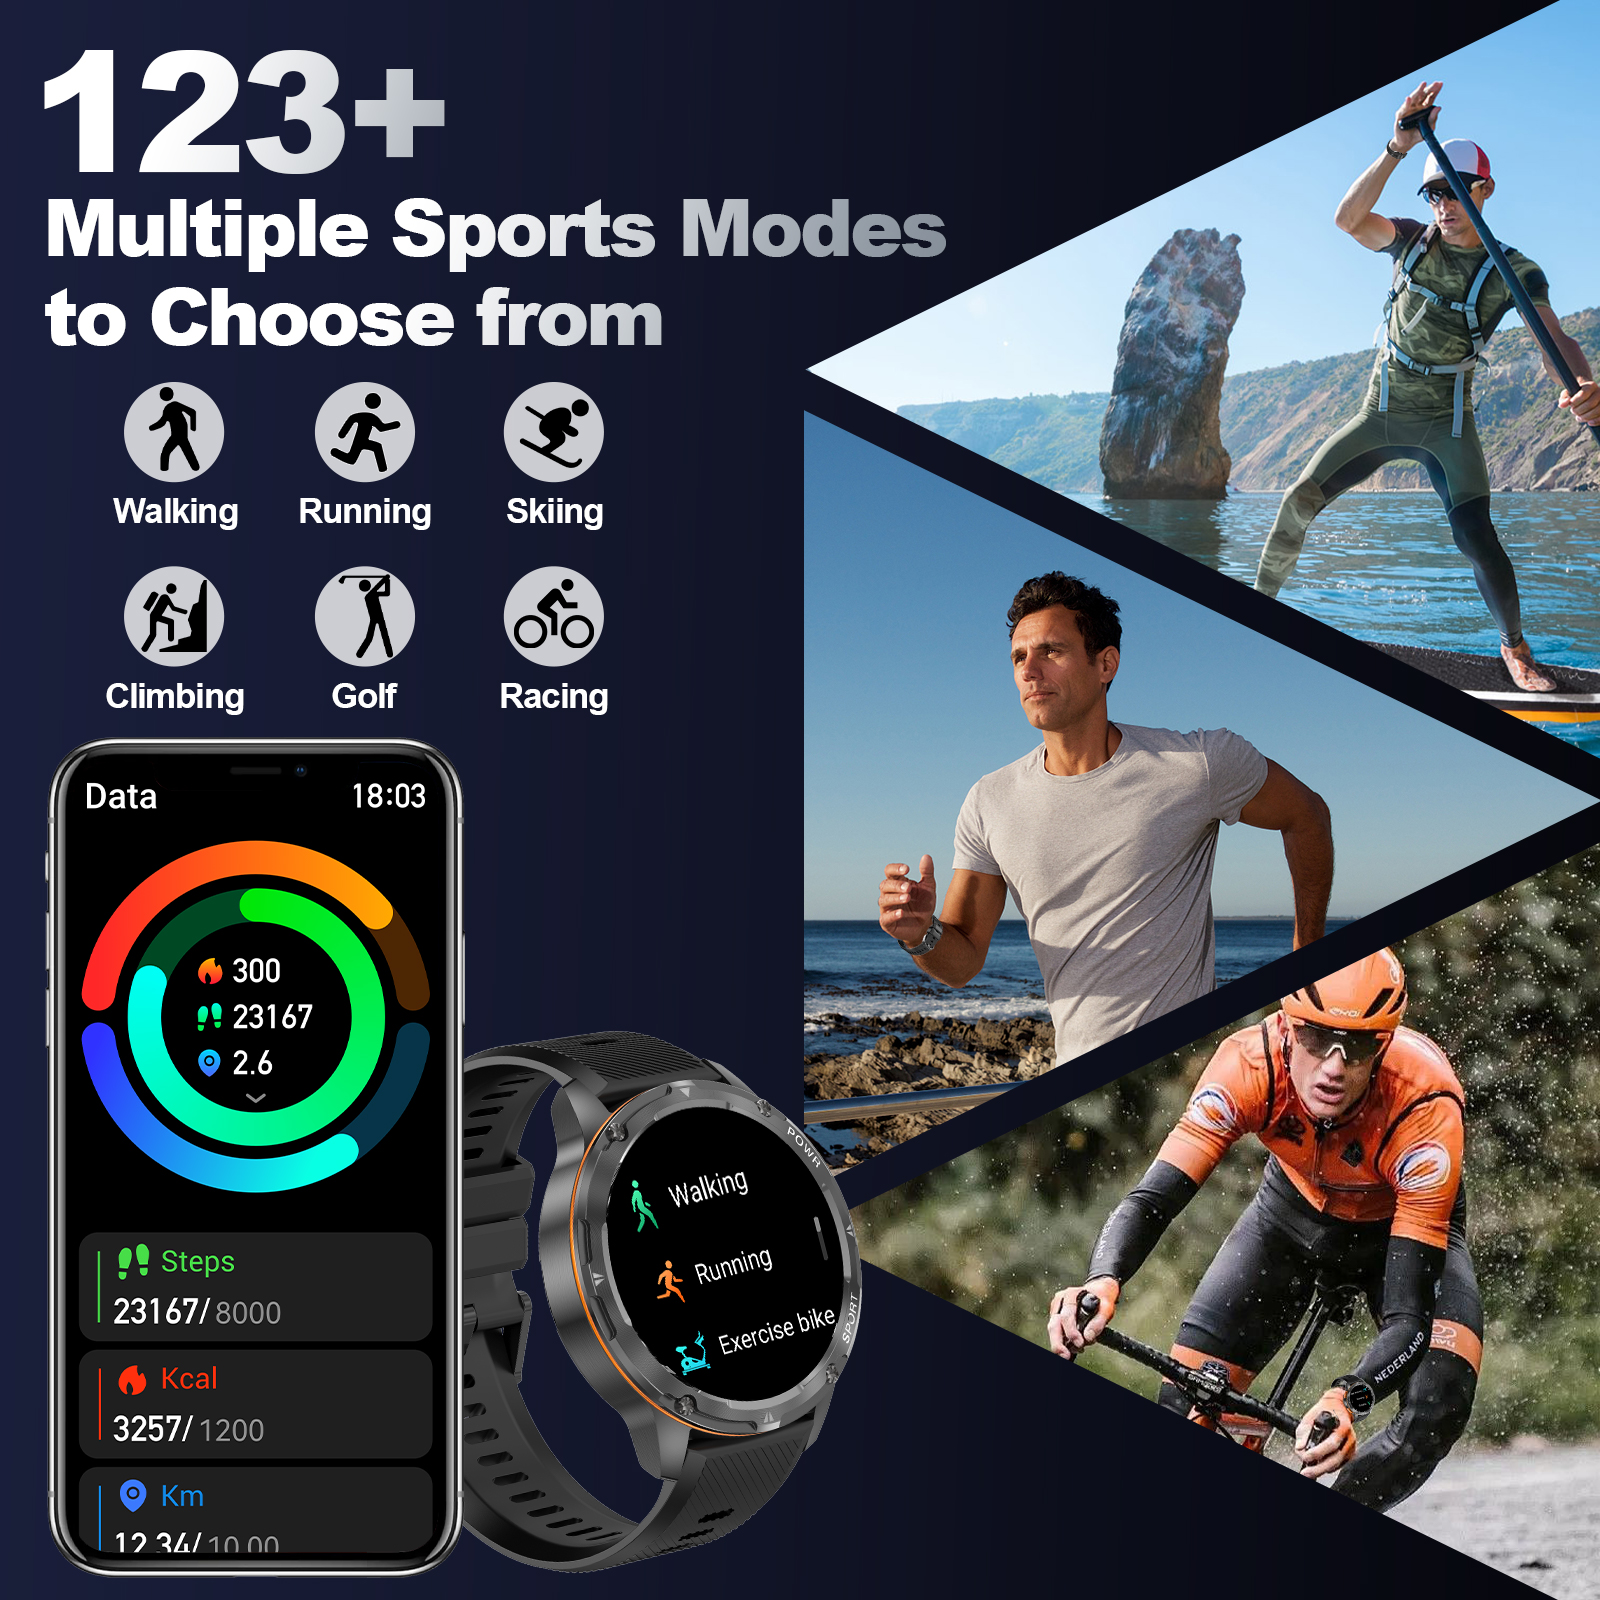 123+
Multiple Sports Modes
to Choose from
Walking
Running
Skiing
Climbing
Golf
Racing
Data
18:03
300
23167
2.6
Steps
23167/8000
Kcal
3257/1200
Km
12.34/10.00
POWR
Walking
Running
Exercise bike
SPORT
NEDERLAND